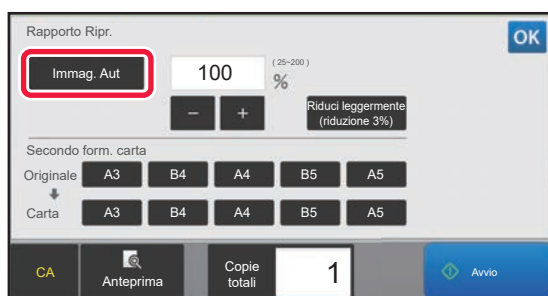 Rapporto Ripr.
OK
Immag. Aut
100
(25~200)
%
－
＋
Riduci leggermente
(riduzione 3%)
Secondo form. carta
Originale A3 B4 A4 B5 A5
Carta A3 B4 A4 B5 A5
CA
Anteprima
Copie
totali
1
Avvio